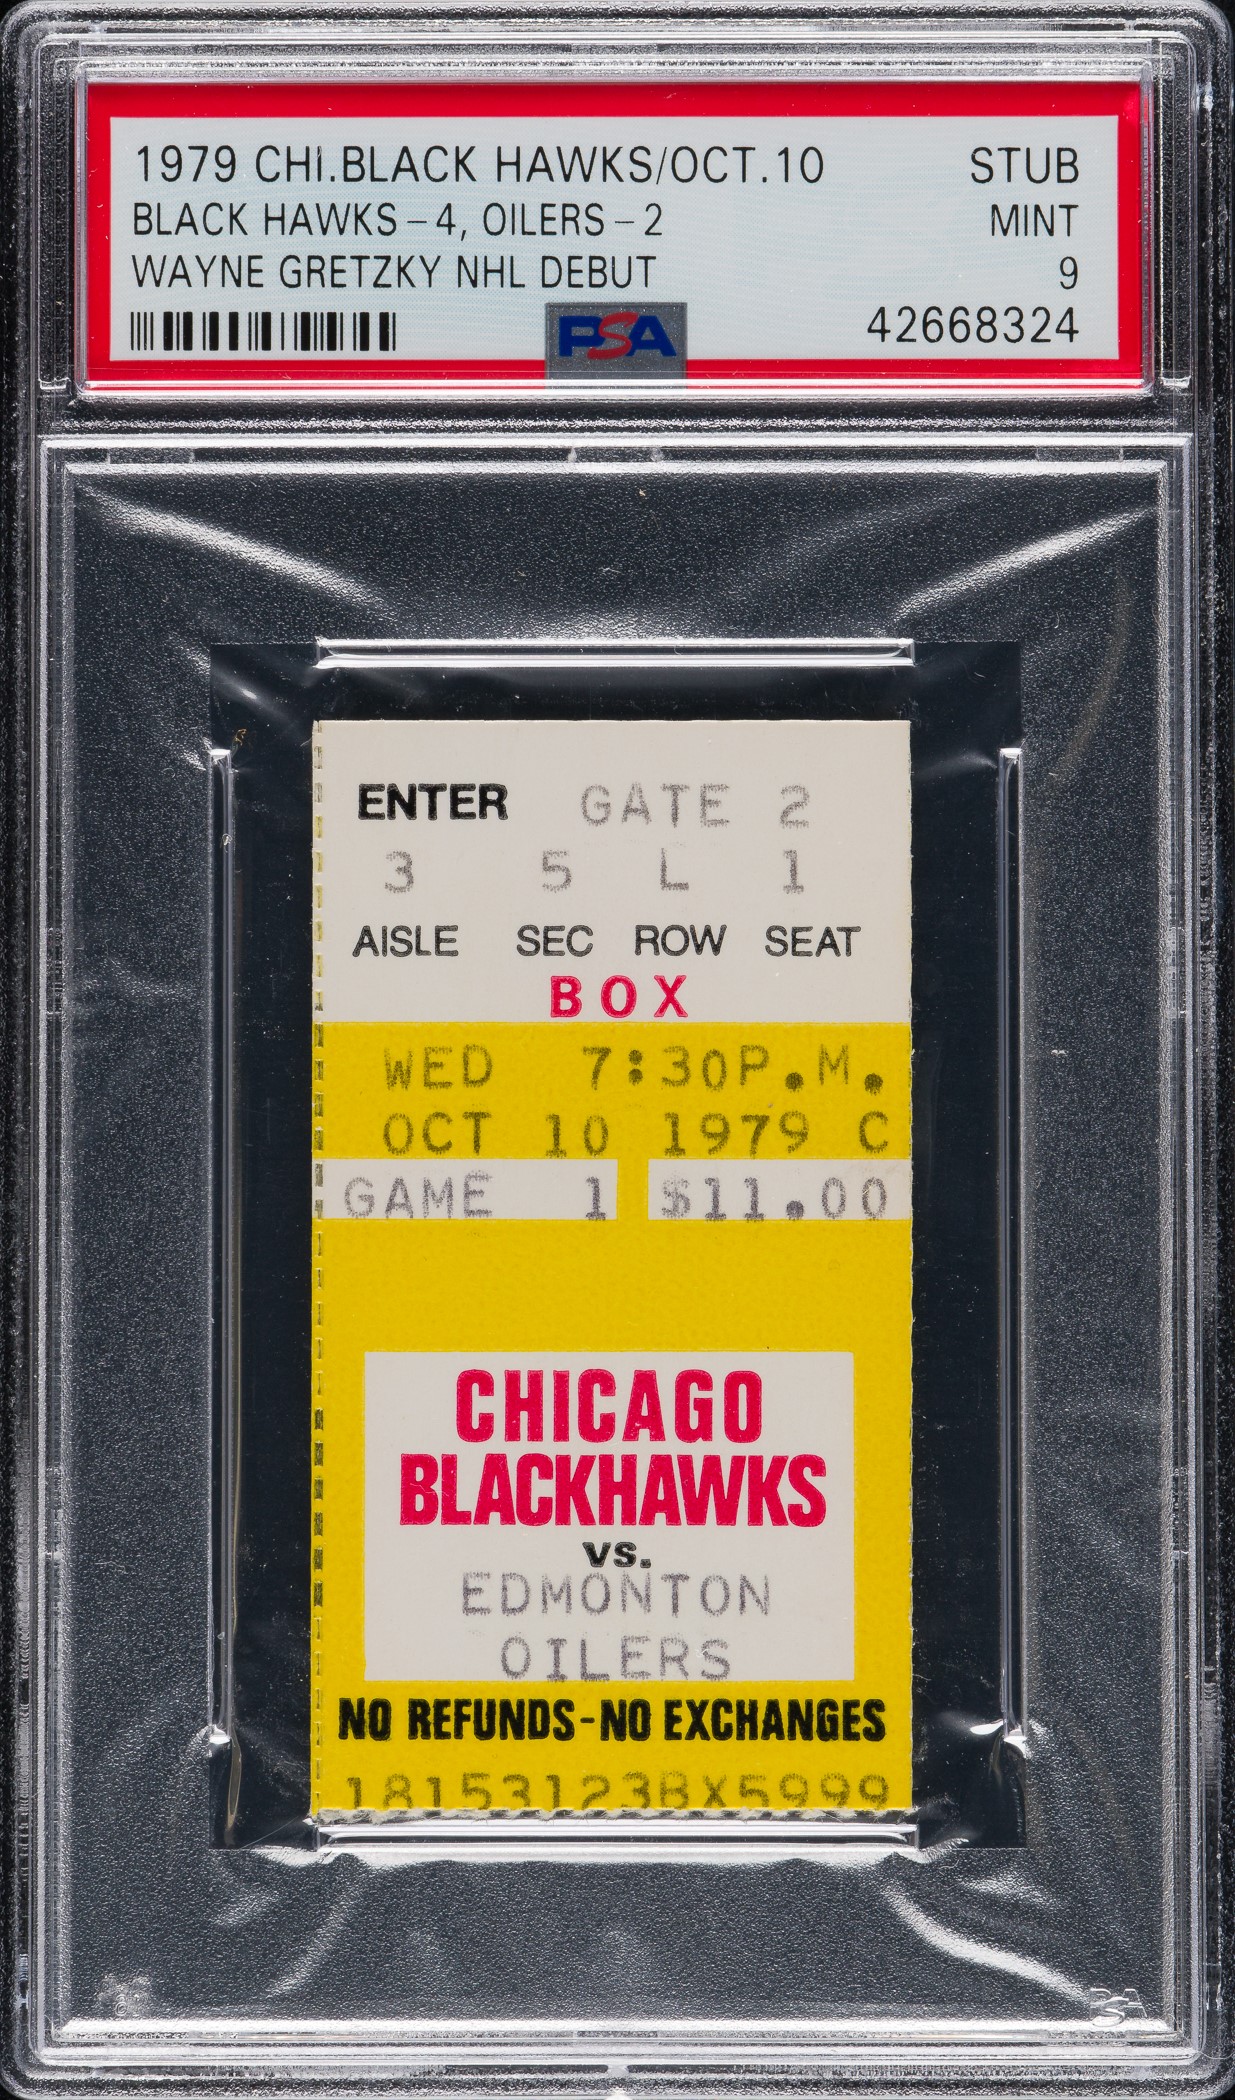 1979 CHI.BLACK HAWKS/OCT.10 STUB
BLACK HAWKS-4, OILERS-2 MINT
WAYNE GRETZKY NHL DEBUT 9
PSA 42668324
ENTER GATE 2
3 5 L 1
AISLE SEC ROW SEAT
BOX
WED 7:30P.M.
OCT 10 1979 C
GAME 1 $11.00
CHICAGO
BLACKHAWKS
vs.
EDMONTON
OILERS
NO REFUNDS-NO EXCHANGES
18153123BX5999
PSA